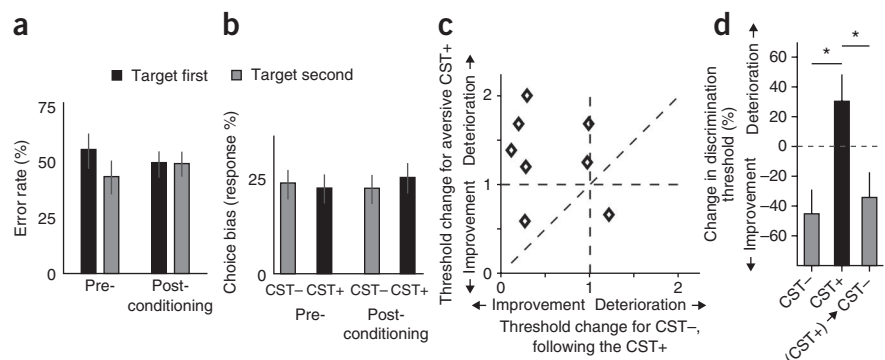 a
Target first
Target second
Error rate (%)
75
50
25
0
Pre-
Post-
conditioning
b
Choice bias (response %)
25
0
CST– CST+
CST– CST+
Pre-
Post-
conditioning
c
Threshold change for aversive CST+
Improvement
Deterioration
2
1
0
0
1
2
Improvement
Deterioration
Threshold change for CST–,
following the CST+
d
Change in discrimination
threshold (%)
Improvement
Deterioration
60
40
20
0
–20
–40
–60
*
*
CST–
CST+
(CST+) → CST–